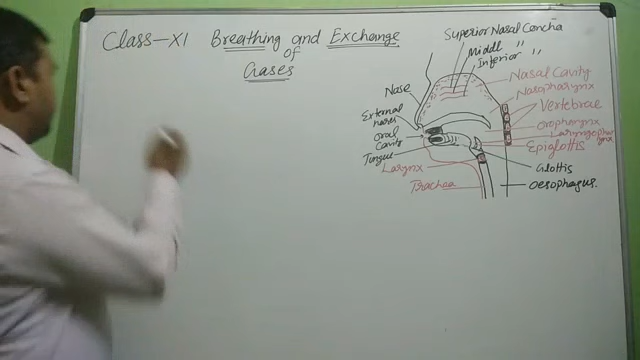 Class-XI Breathing and Exchange
of
Gases
Superior Nasal Concha
Middl "
Inferior "
Nasal Cavity
Nasopharynx
Vertebrae
Oropharynx
Laryngopharynx
Epiglottis
Glottis
Oesophagus.
Nose
External
nares
Oral
Cavity
Tongue
Larynx
Trachea